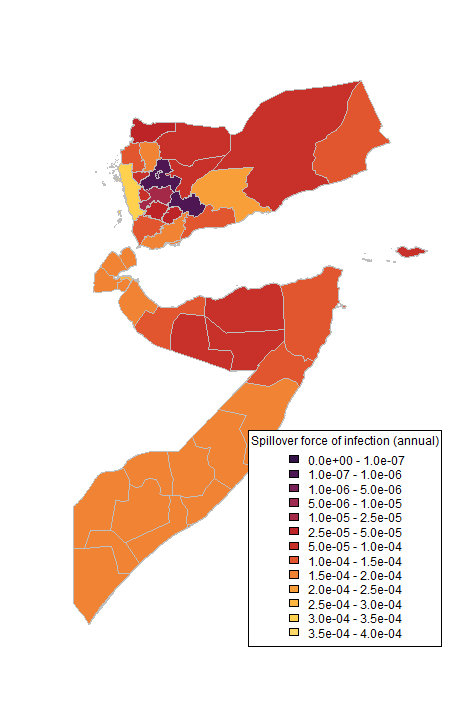 Spillover force of infection (annual)
0.0e+00 - 1.0e-07
1.0e-07 - 1.0e-06
1.0e-06 - 5.0e-06
5.0e-06 - 1.0e-05
1.0e-05 - 2.5e-05
2.5e-05 - 5.0e-05
5.0e-05 - 1.0e-04
1.0e-04 - 1.5e-04
1.5e-04 - 2.0e-04
2.0e-04 - 2.5e-04
2.5e-04 - 3.0e-04
3.0e-04 - 3.5e-04
3.5e-04 - 4.0e-04